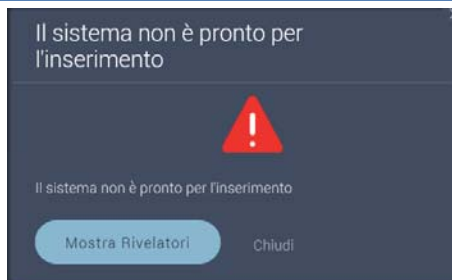 Il sistema non è pronto per
l'inserimento
Il sistema non è pronto per l'inserimento
Mostra Rivelatori
Chiudi